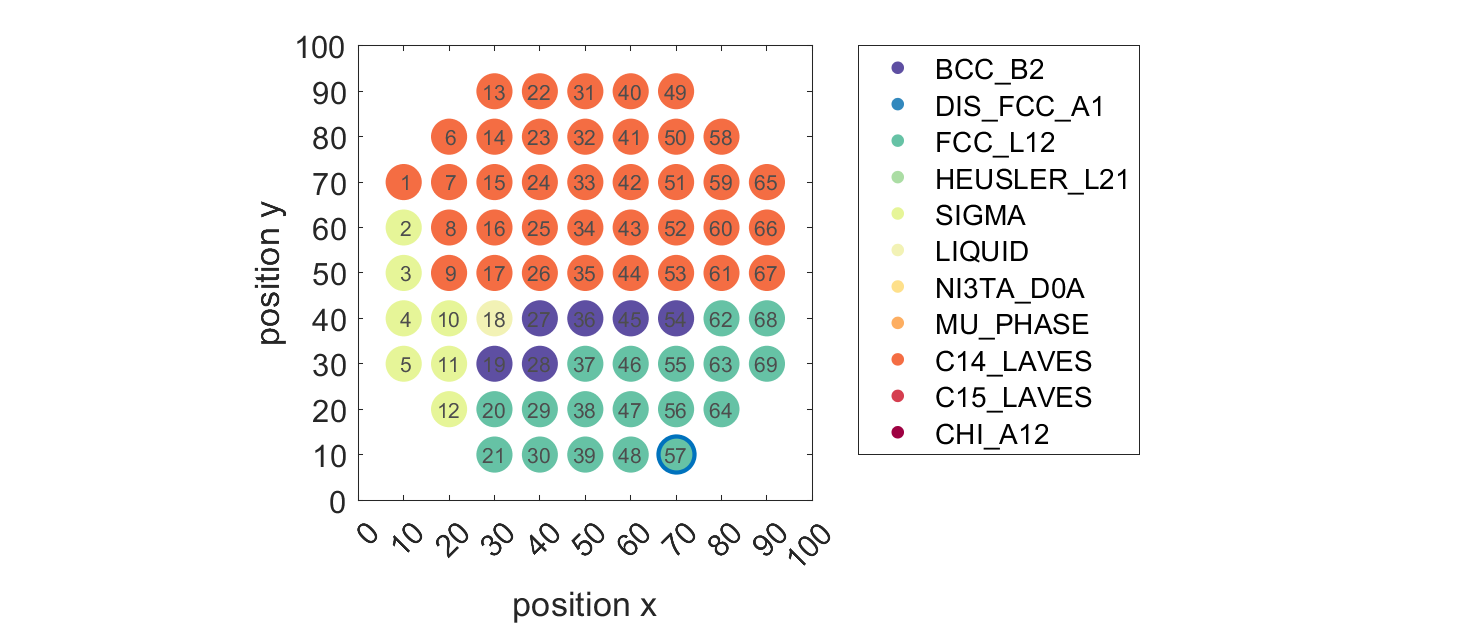 100
90
80
70
60
50
40
30
20
10
0
position y
13 22 31 40 49
6 14 23 32 41 50 58
1 7 15 24 33 42 51 59 65
2 8 16 25 34 43 52 60 66
3 9 17 26 35 44 53 61 67
4 10 18 27 36 45 54 62 68
5 11 19 28 37 46 55 63 69
12 20 29 38 47 56 64
21 30 39 48 57
0 10 20 30 40 50 60 70 80 90 100
position x
BCC_B2
DIS_FCC_A1
FCC_L12
HEUSLER_L21
SIGMA
LIQUID
NI3TA_D0A
MU_PHASE
C14_LAVES
C15_LAVES
CHI_A12